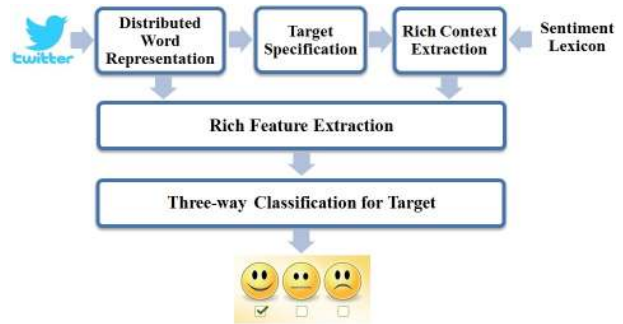 twitter
Distributed
Word
Representation
Target
Specification
Rich Context
Extraction
Sentiment
Lexicon
Rich Feature Extraction
Three-way Classification for Target